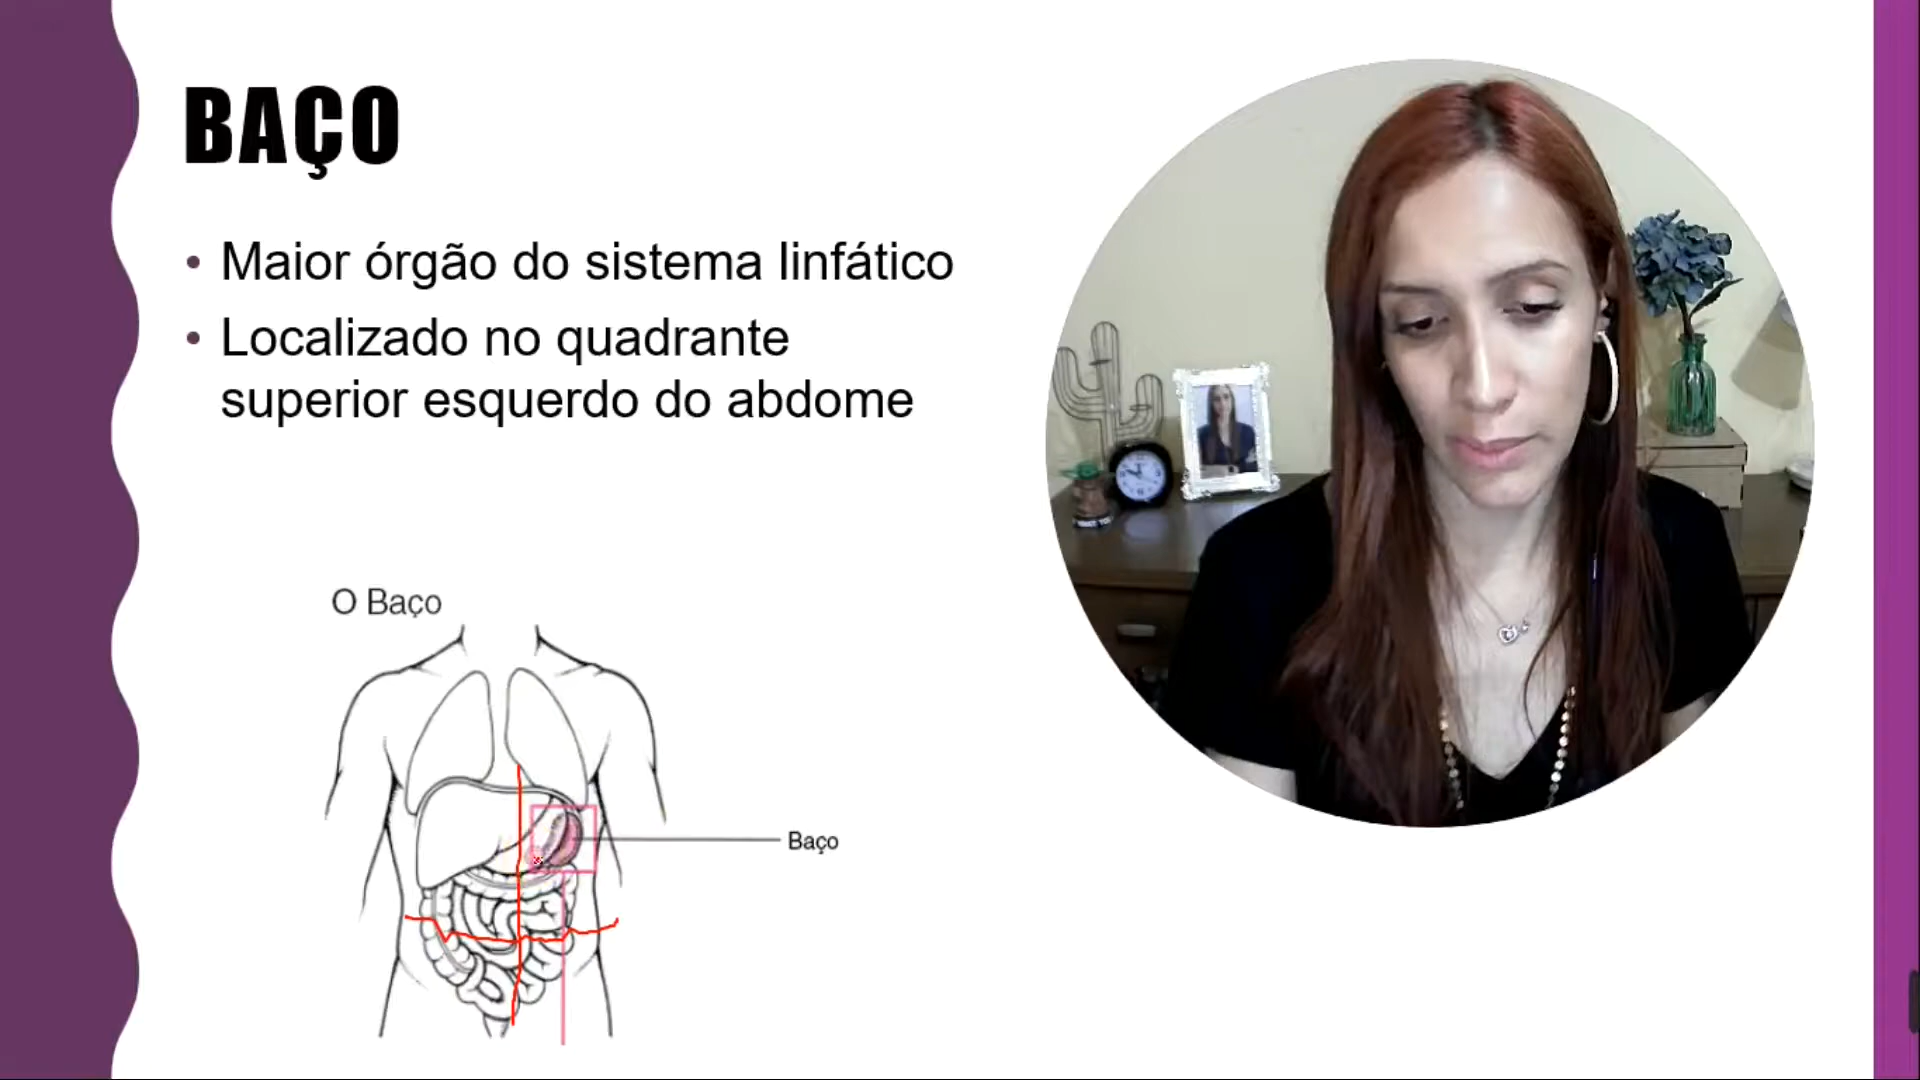 BAÇO
• Maior órgão do sistema linfático
• Localizado no quadrante
superior esquerdo do abdome
O Baço
Baço